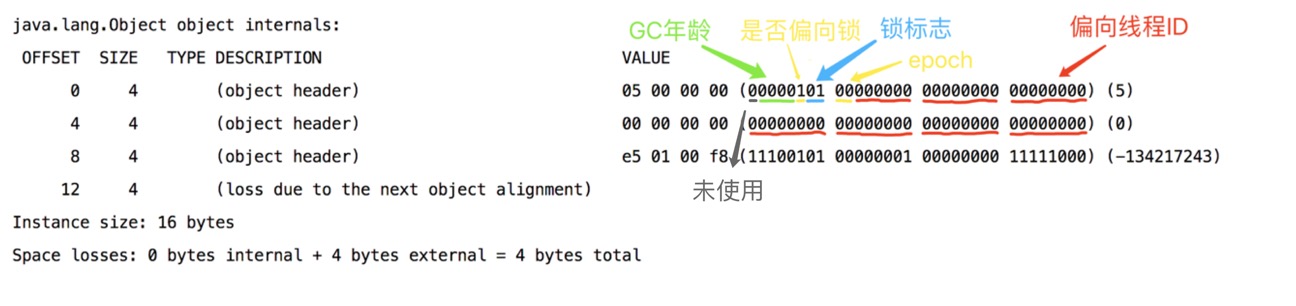 java.lang.Object object internals:
GC年龄 是否偏向锁 锁标志 偏向线程ID
OFFSET SIZE TYPE DESCRIPTION VALUE
epoch
0 4 (object header) 05 00 00 00 (00000101 00000000 00000000 00000000) (5)
4 4 (object header) 00 00 00 00 (00000000 00000000 00000000 00000000) (0)
8 4 (object header) e5 01 00 f8 (11100101 00000001 00000000 11111000) (-134217243)
12 4 (loss due to the next object alignment)
未使用
Instance size: 16 bytes
Space losses: 0 bytes internal + 4 bytes external = 4 bytes total